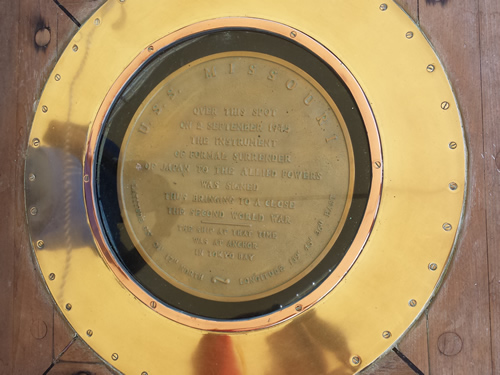 U.S.S. MISSOURI
OVER THIS SPOT
ON 2 SEPTEMBER 1945
THE INSTRUMENT
OF FORMAL SURRENDER
OF JAPAN TO THE ALLIED POWERS
WAS SIGNED
THUS BRINGING TO A CLOSE
THE SECOND WORLD WAR
THE SHIP AT THAT TIME
WAS AT ANCHOR
IN TOKYO BAY